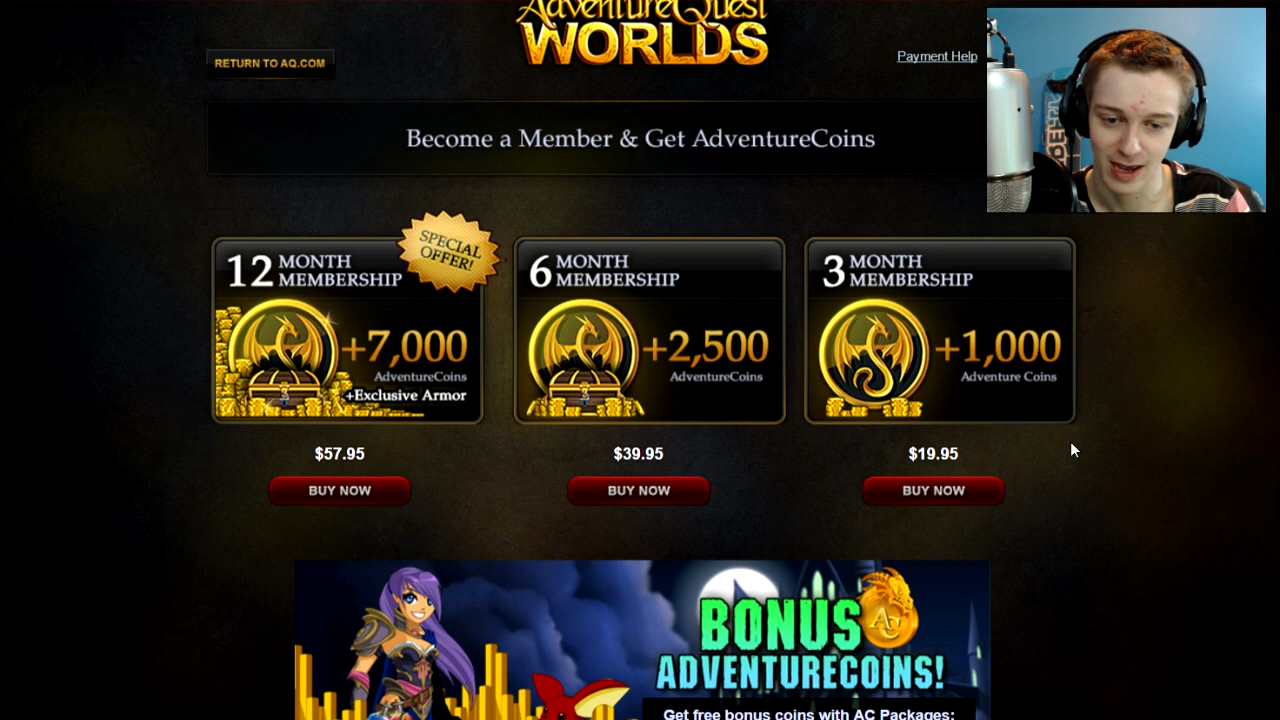 AdventureQuest
WORLDS
RETURN TO AQ.COM
Payment Help
Become a Member & Get AdventureCoins
12 MONTH
MEMBERSHIP
SPECIAL
OFFER!
+7,000
AdventureCoins
+Exclusive Armor
$57.95
BUY NOW
6 MONTH
MEMBERSHIP
+2,500
AdventureCoins
$39.95
BUY NOW
3 MONTH
MEMBERSHIP
+1,000
Adventure Coins
$19.95
BUY NOW
BONUS
AC
ADVENTURECOINS!
Get free bonus coins with AC Packages: